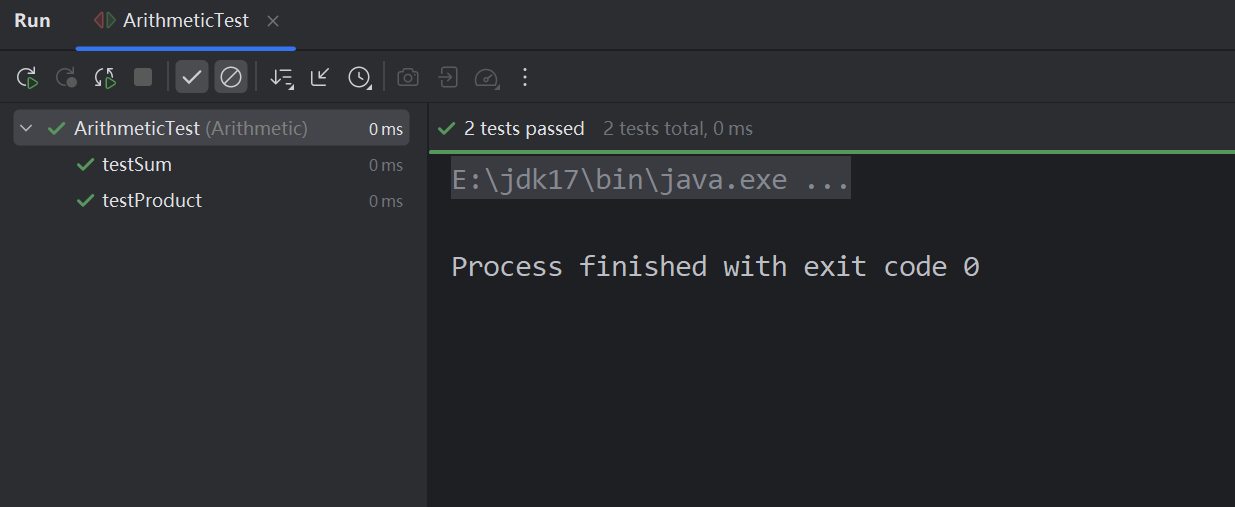 Run ArithmeticTest
ArithmeticTest (Arithmetic) 0 ms
testSum 0 ms
testProduct 0 ms
2 tests passed 2 tests total, 0 ms
E:\jdk17\bin\java.exe ...
Process finished with exit code 0